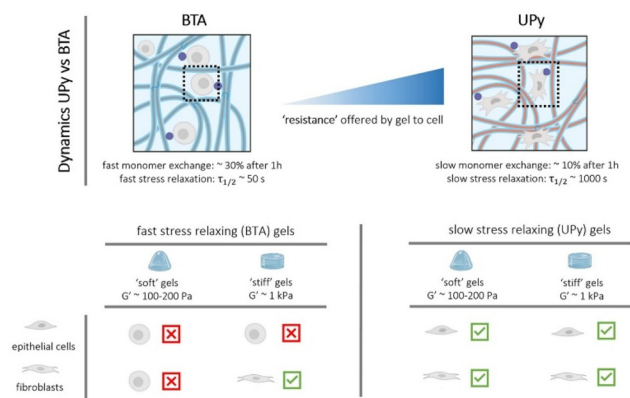 BTA
UPy
Dynamics UPy vs BTA
'resistance' offered by gel to cell
fast monomer exchange: ~ 30% after 1h
fast stress relaxation: τ1/2 ~ 50 s
slow monomer exchange: ~ 10% after 1h
slow stress relaxation: τ1/2 ~ 1000 s
fast stress relaxing (BTA) gels
slow stress relaxing (UPy) gels
'soft' gels
G' ~ 100-200 Pa
'stiff' gels
G' ~ 1 kPa
'soft' gels
G' ~ 100-200 Pa
'stiff' gels
G' ~ 1 kPa
epithelial cells
fibroblasts